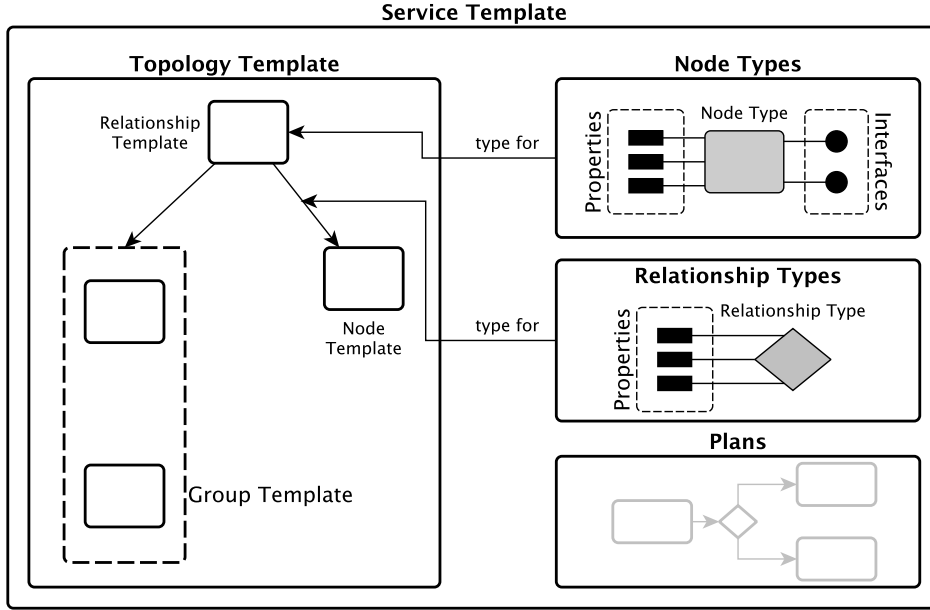 Service Template
Topology Template
Relationship
Template
Node
Template
Group Template
type for
type for
Node Types
Properties
Node Type
Interfaces
Relationship Types
Properties
Relationship Type
Plans